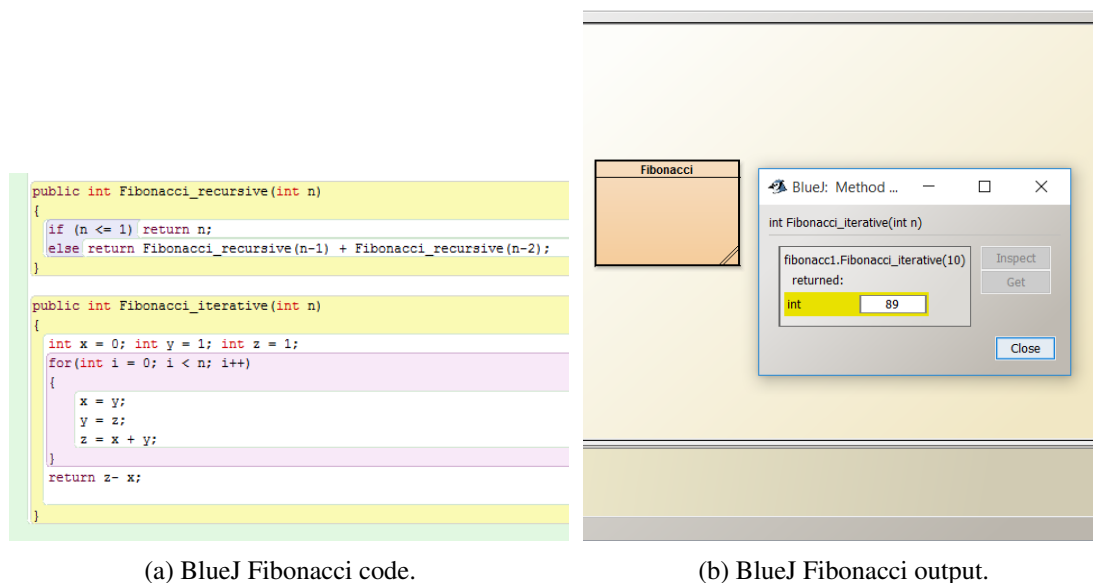 public int Fibonacci_recursive(int n)
{
if (n <= 1) return n;
else return Fibonacci_recursive(n-1) + Fibonacci_recursive(n-2);
}
public int Fibonacci_iterative(int n)
{
int x = 0; int y = 1; int z = 1;
for(int i = 0; i < n; i++)
{
x = y;
y = z;
z = x + y;
}
return z- x;
}
(a) BlueJ Fibonacci code.
Fibonacci
BlueJ: Method ...
int Fibonacci_iterative(int n)
fibonacc1.Fibonacci_iterative(10)
returned:
int 89
Inspect
Get
Close
(b) BlueJ Fibonacci output.